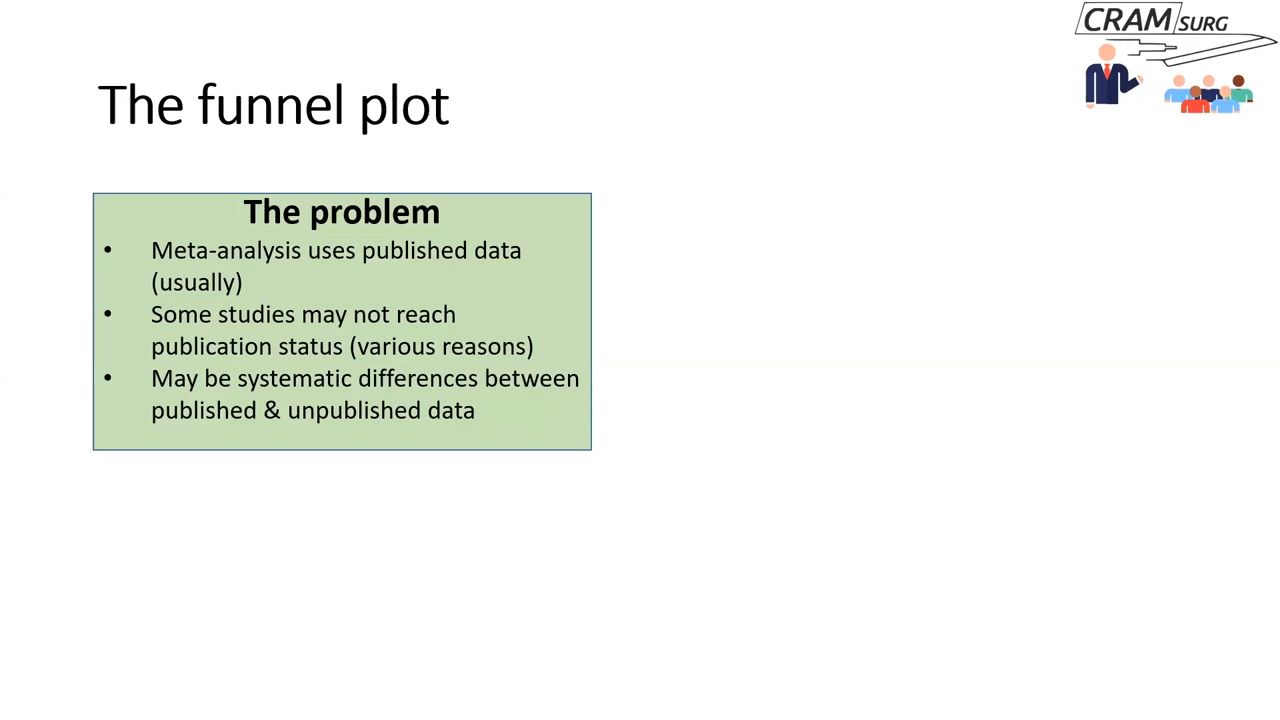 CRAM SURG
The funnel plot
The problem
• Meta-analysis uses published data
(usually)
• Some studies may not reach
publication status (various reasons)
• May be systematic differences between
published & unpublished data